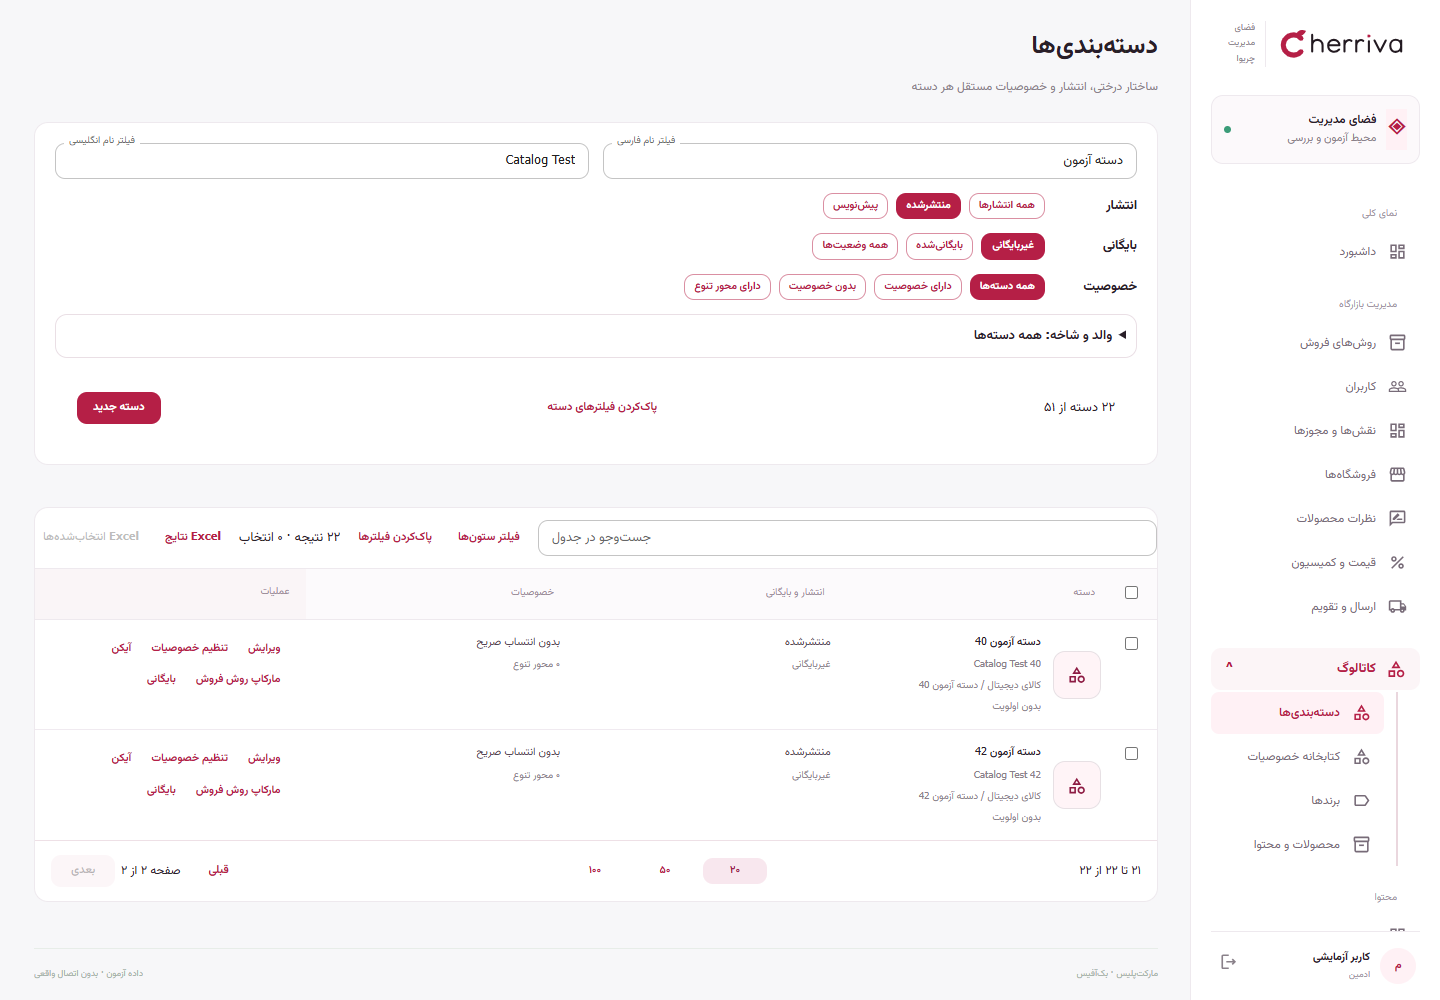 herriva
فضای
مدیریت
چریوا
فضای مدیریت
محیط آزمون و بررسی
نمای کلی
داشبورد
مدیریت بازارگاه
روش‌های فروش
کاربران
نقش‌ها و مجوزها
فروشگاه‌ها
نظرات محصولات
قیمت و کمیسیون
ارسال و تقویم
کاتالوگ
دسته‌بندی‌ها
کتابخانه خصوصیات
برندها
محصولات و محتوا
محتوا
م
کاربر آزمایشی
ادمین
دسته‌بندی‌ها
ساختار درختی، انتشار و خصوصیات مستقل هر دسته
فیلتر نام فارسی
دسته آزمون
فیلتر نام انگلیسی
Catalog Test
انتشار
همه انتشارها
منتشرشده
پیش‌نویس
بایگانی
غیربایگانی
بایگانی‌شده
همه وضعیت‌ها
خصوصیت
همه دسته‌ها
دارای خصوصیت
بدون خصوصیت
دارای محور تنوع
والد و شاخه: همه دسته‌ها
۲۲ دسته از ۵۱
پاک‌کردن فیلترهای دسته
دسته جدید
جست‌وجو در جدول
فیلتر ستون‌ها
پاک‌کردن فیلترها
۲۲ نتیجه · ۰ انتخاب
Excel نتایج
Excel انتخاب‌شده‌ها
دسته
انتشار و بایگانی
خصوصیات
عملیات
دسته آزمون 40
Catalog Test 40
کالای دیجیتال / دسته آزمون 40
بدون اولویت
منتشرشده
غیربایگانی
بدون انتساب صریح
۰ محور تنوع
ویرایش
تنظیم خصوصیات
آیکن
مارکاپ روش فروش
بایگانی
دسته آزمون 42
Catalog Test 42
کالای دیجیتال / دسته آزمون 42
بدون اولویت
منتشرشده
غیربایگانی
بدون انتساب صریح
۰ محور تنوع
ویرایش
تنظیم خصوصیات
آیکن
مارکاپ روش فروش
بایگانی
۲۱ تا ۲۲ از ۲۲
۲۰
۵۰
۱۰۰
قبلی
صفحه ۲ از ۲
بعدی
مارکت‌پلیس · بک‌آفیس
داده آزمون · بدون اتصال واقعی